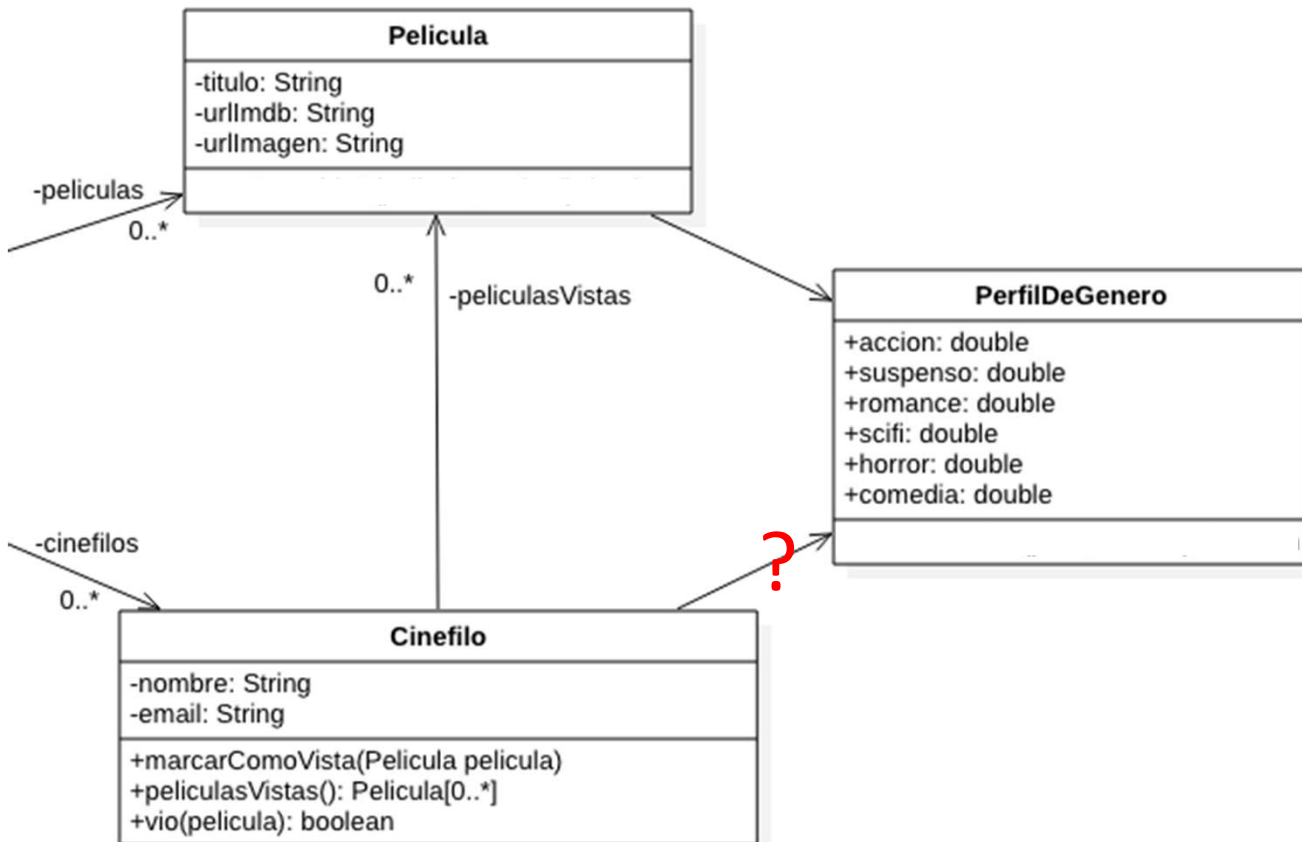 Pelicula
-titulo: String
-urlImdb: String
-urlImagen: String
-peliculas
0..*
0..*
-peliculasVistas
PerfilDeGenero
+accion: double
+suspenso: double
+romance: double
+scifi: double
+horror: double
+comedia: double
-cinefilos
0..*
?
Cinefilo
-nombre: String
-email: String
+marcarComoVista(Pelicula pelicula)
+peliculasVistas(): Pelicula[0..*]
+vio(pelicula): boolean